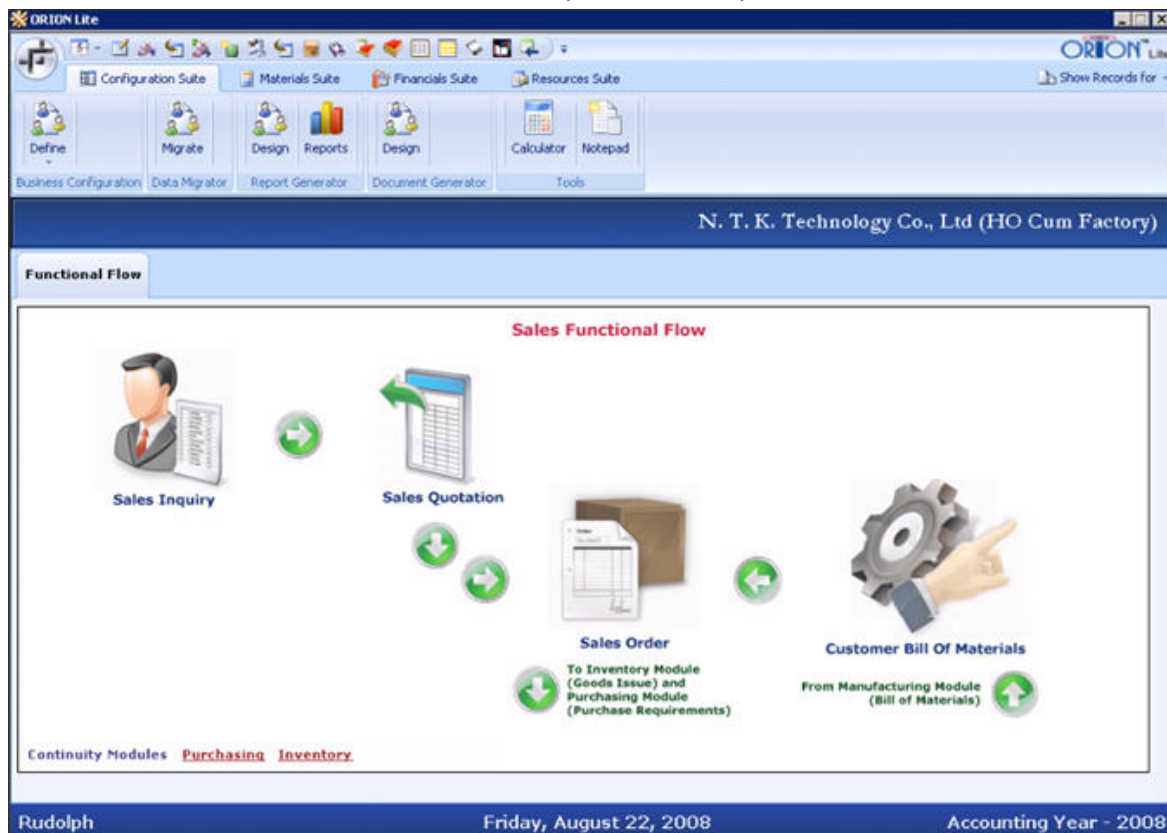 ORION Lite
ORION™ Lite
Configuration Suite
Materials Suite
Financials Suite
Resources Suite
Show Records for
Define
Migrate
Design
Reports
Design
Calculator
Notepad
Business Configuration
Data Migrator
Report Generator
Document Generator
Tools
N. T. K. Technology Co., Ltd (HO Cum Factory)
Functional Flow
Sales Functional Flow
Sales Inquiry
Sales Quotation
Order
Sales Order
Customer Bill Of Materials
To Inventory Module
(Goods Issue) and
Purchasing Module
(Purchase Requirements)
From Manufacturing Module
(Bill of Materials)
Continuity Modules Purchasing Inventory
Rudolph
Friday, August 22, 2008
Accounting Year - 2008